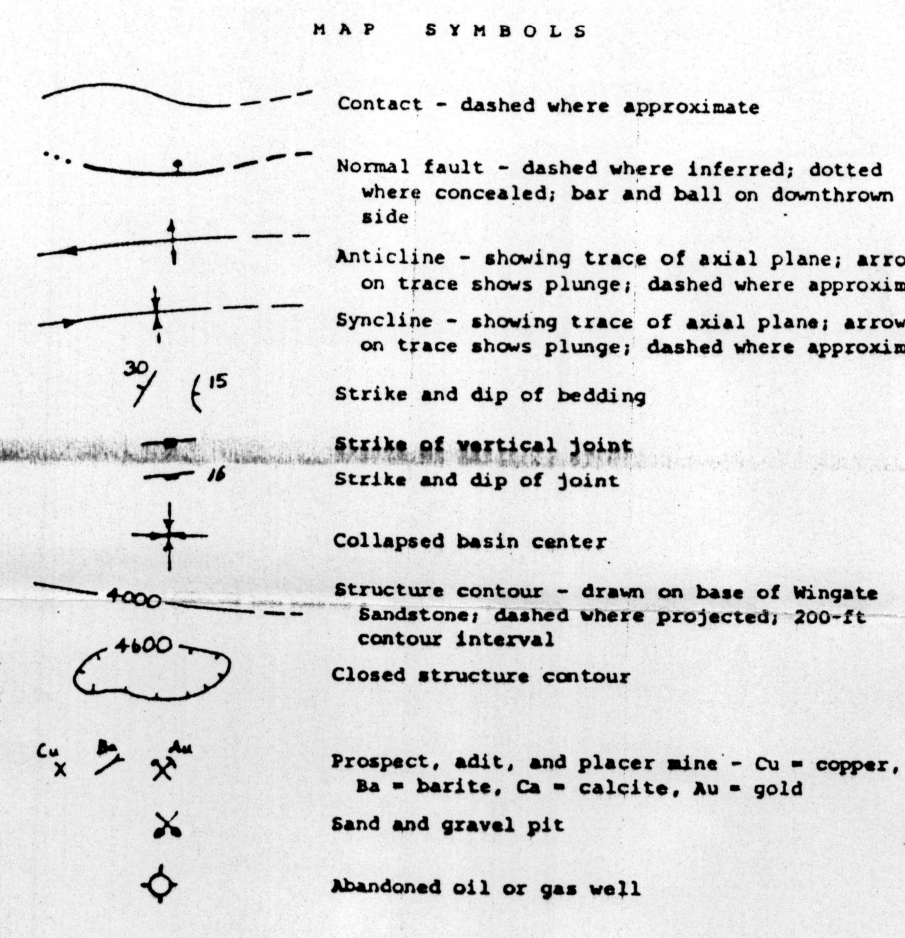 MAP SYMBOLS
Contact - dashed where approximate
Normal fault - dashed where inferred; dotted
where concealed; bar and ball on downthrown
side
Anticline - showing trace of axial plane; arro
on trace shows plunge; dashed where approxim
Syncline - showing trace of axial plane; arrow
on trace shows plunge; dashed where approxim
30 15
Strike and dip of bedding
Strike of vertical joint
16
Strike and dip of joint
Collapsed basin center
4000
Structure contour - drawn on base of Wingate
Sandstone; dashed where projected; 200-ft
contour interval
4600
Closed structure contour
Cu Ba Au
Prospect, adit, and placer mine - Cu = copper,
Ba = barite, Ca = calcite, Au = gold
Sand and gravel pit
Abandoned oil or gas well